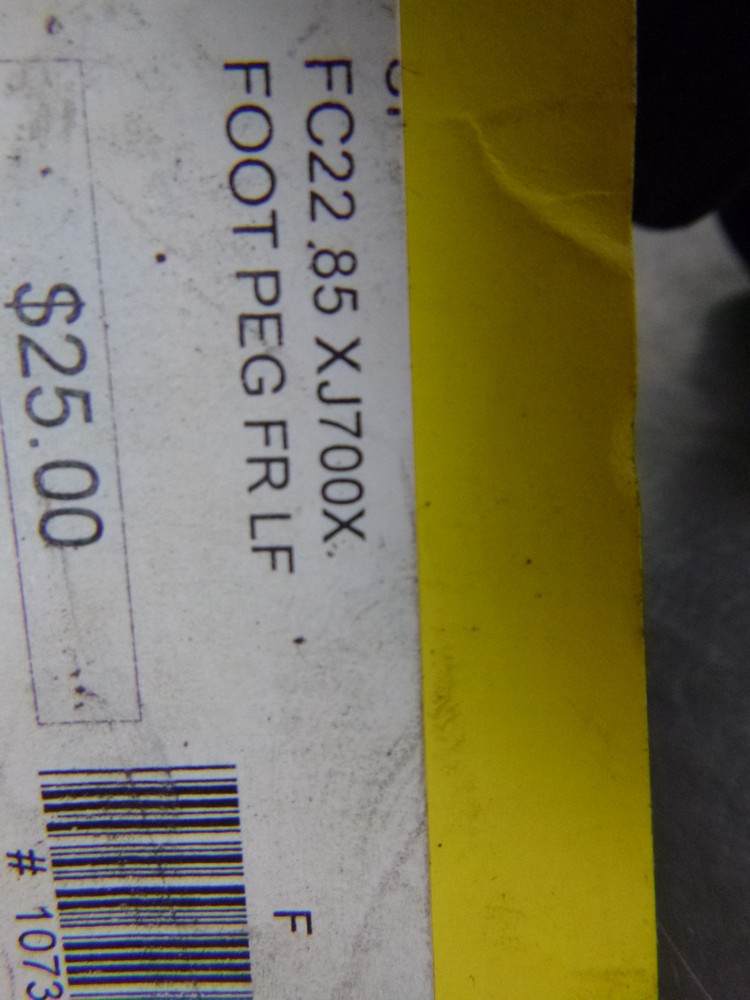 FC22 .85 XJ700X
FOOT PEG FR LF
$25.00
F
# 1073